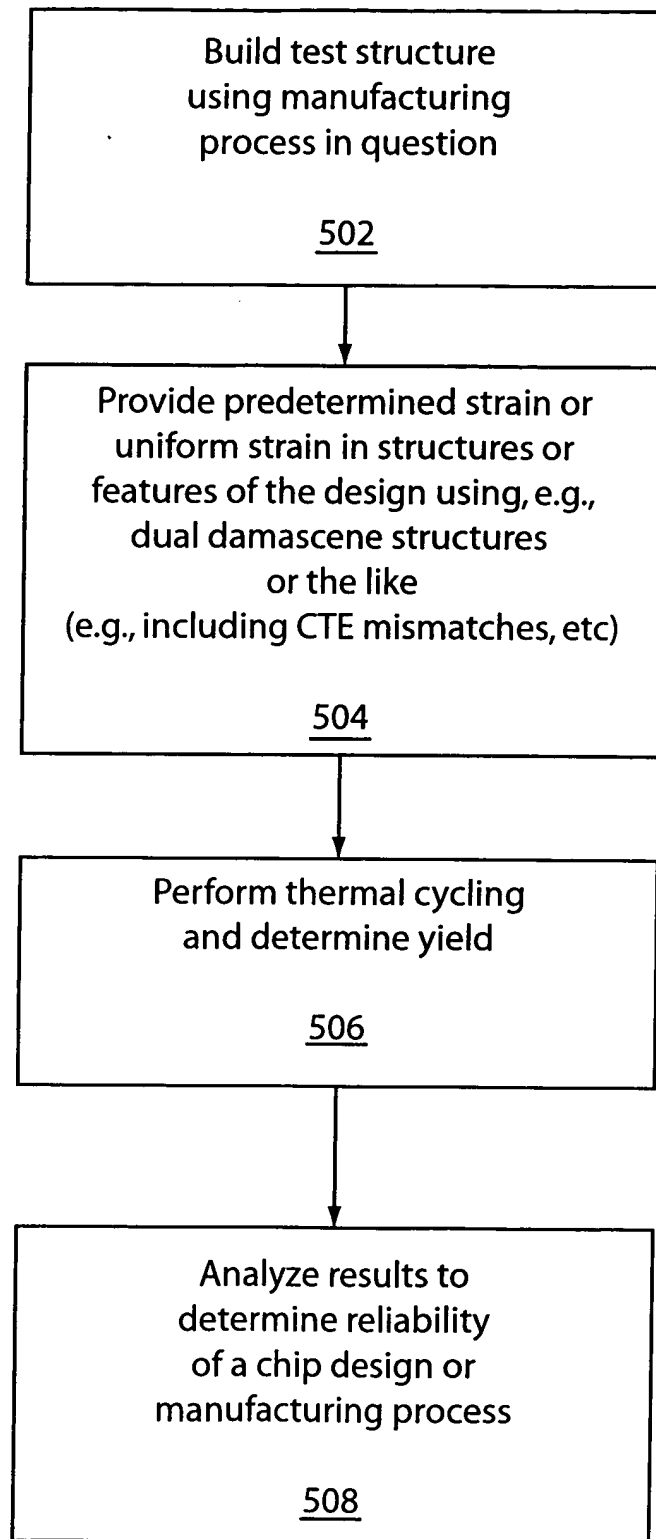 Build test structure
using manufacturing
process in question
502
Provide predetermined strain or
uniform strain in structures or
features of the design using, e.g.,
dual damascene structures
or the like
(e.g., including CTE mismatches, etc)
504
Perform thermal cycling
and determine yield
506
Analyze results to
determine reliability
of a chip design or
manufacturing process
508